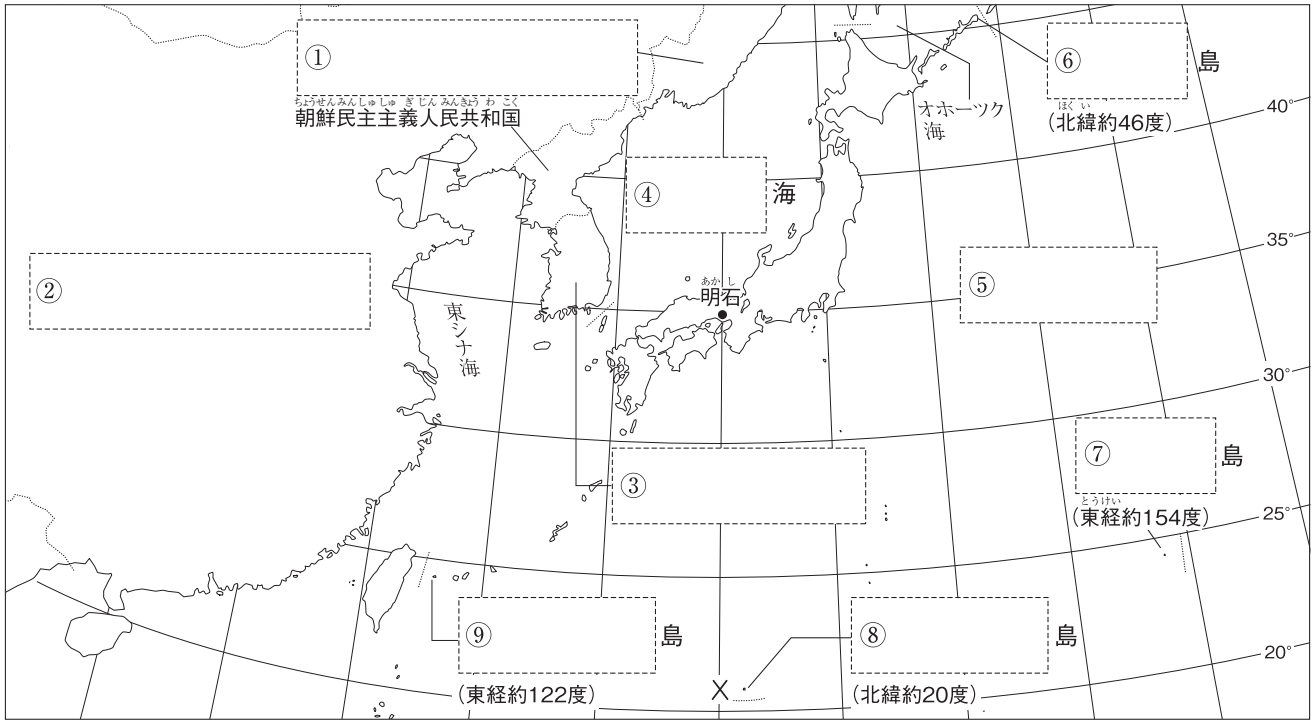 ①
ちょうせんみんしゅしゅぎじんみんきょうわこく
朝鮮民主主義人民共和国
⑥
島
ほくい
(北緯約46度)
オホーツク
海
40°
④
海
②
35°
⑤
あかし
明石
東シナ海
30°
⑦
島
とうけい
(東経約154度)
③
25°
⑨
島
(東経約122度)
⑧
島
(北緯約20度)
20°
X